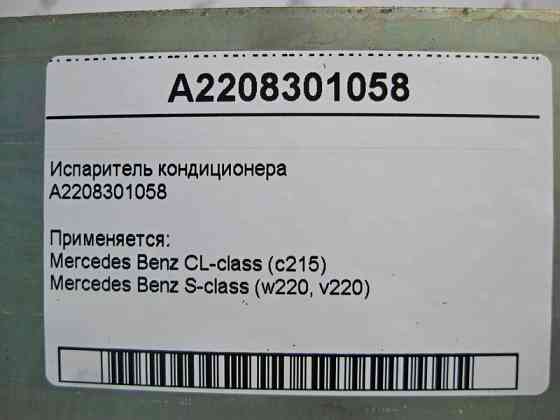 A2208301058
Испаритель кондиционера
A2208301058
Применяется:
Mercedes Benz CL-class (c215)
Mercedes Benz S-class (w220, v220)